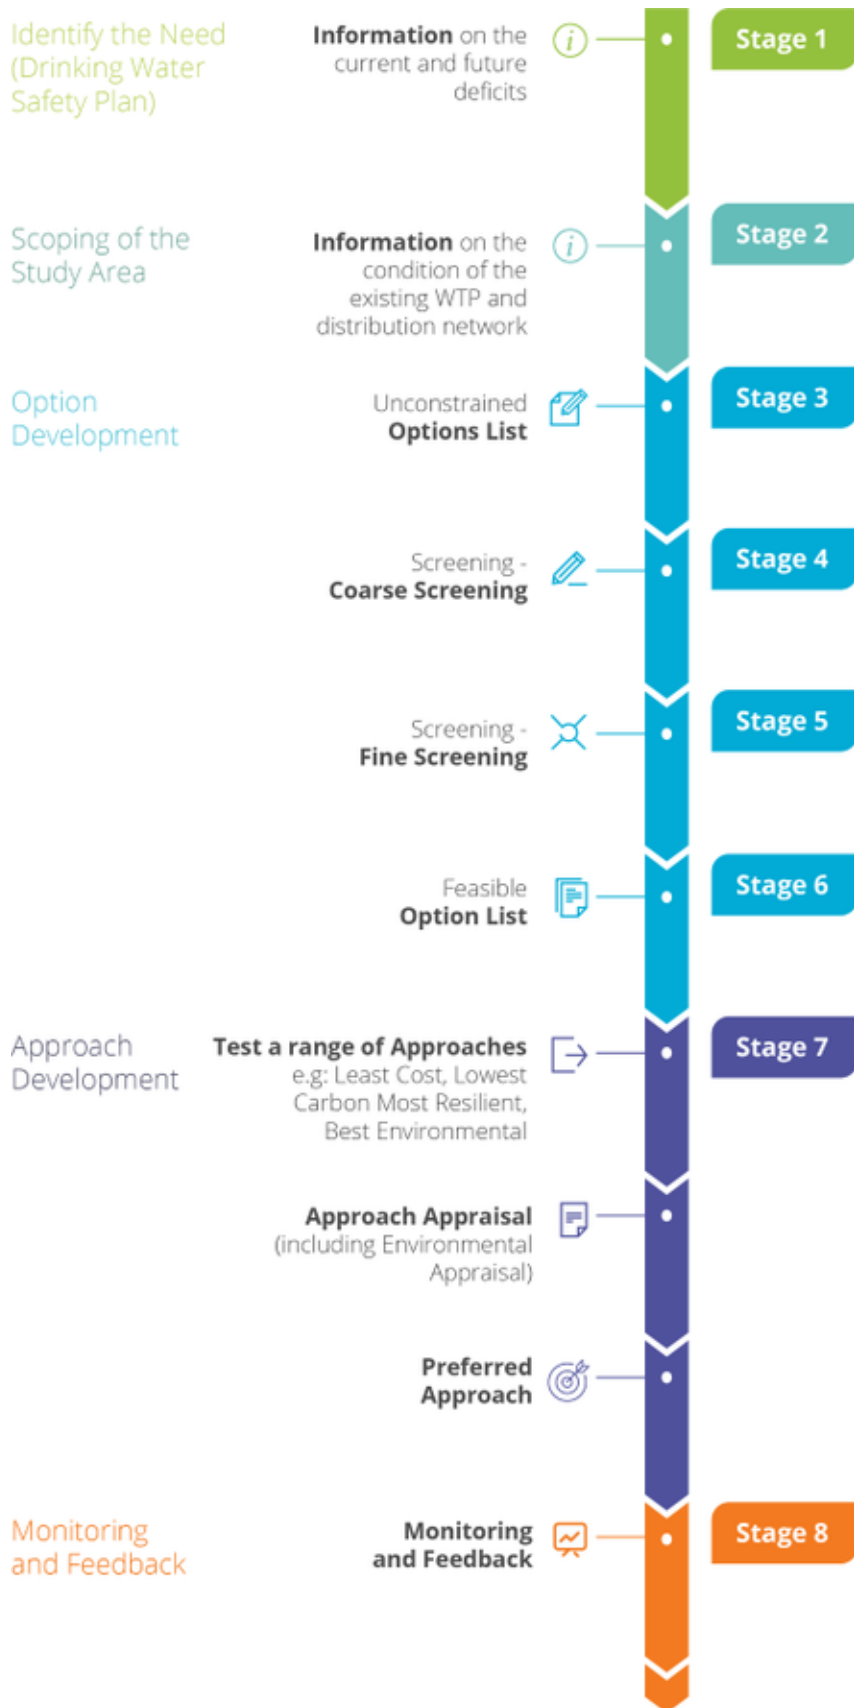 Identify the Need
(Drinking Water
Safety Plan)
Information on the
current and future
deficits
Stage 1
Scoping of the
Study Area
Information on the
condition of the
existing WTP and
distribution network
Stage 2
Option
Development
Unconstrained
Options List
Stage 3
Screening -
Coarse Screening
Stage 4
Screening -
Fine Screening
Stage 5
Feasible
Option List
Stage 6
Approach
Development
Test a range of Approaches
e.g: Least Cost, Lowest
Carbon Most Resilient,
Best Environmental
Stage 7
Approach Appraisal
(including Environmental
Appraisal)
Preferred
Approach
Monitoring
and Feedback
Monitoring
and Feedback
Stage 8